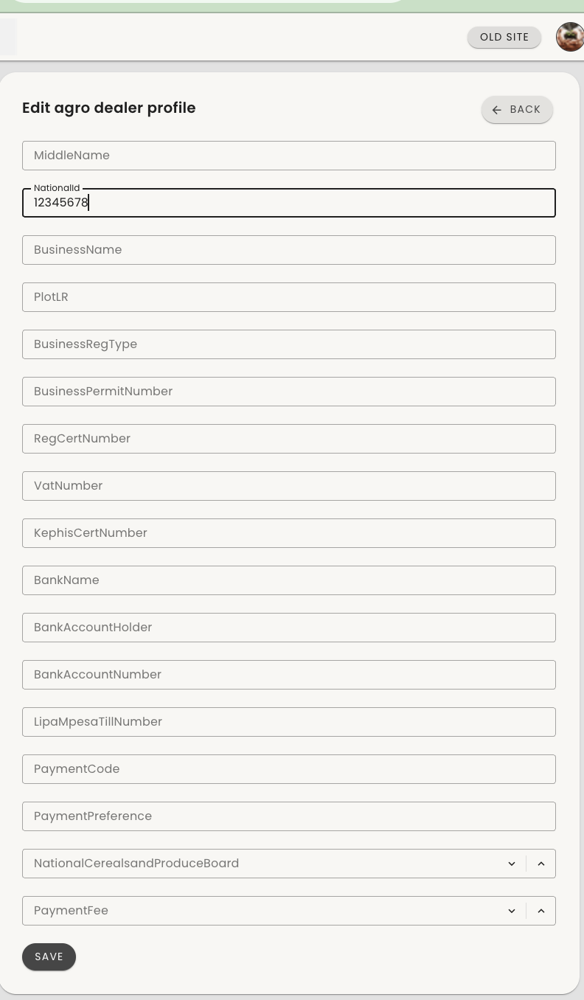 OLD SITE
Edit agro dealer profile
BACK
MiddleName
NationalId
12345678
BusinessName
PlotLR
BusinessRegType
BusinessPermitNumber
RegCertNumber
VatNumber
KephisCertNumber
BankName
BankAccountHolder
BankAccountNumber
LipaMpesaTillNumber
PaymentCode
PaymentPreference
NationalCerealsandProduceBoard
PaymentFee
SAVE